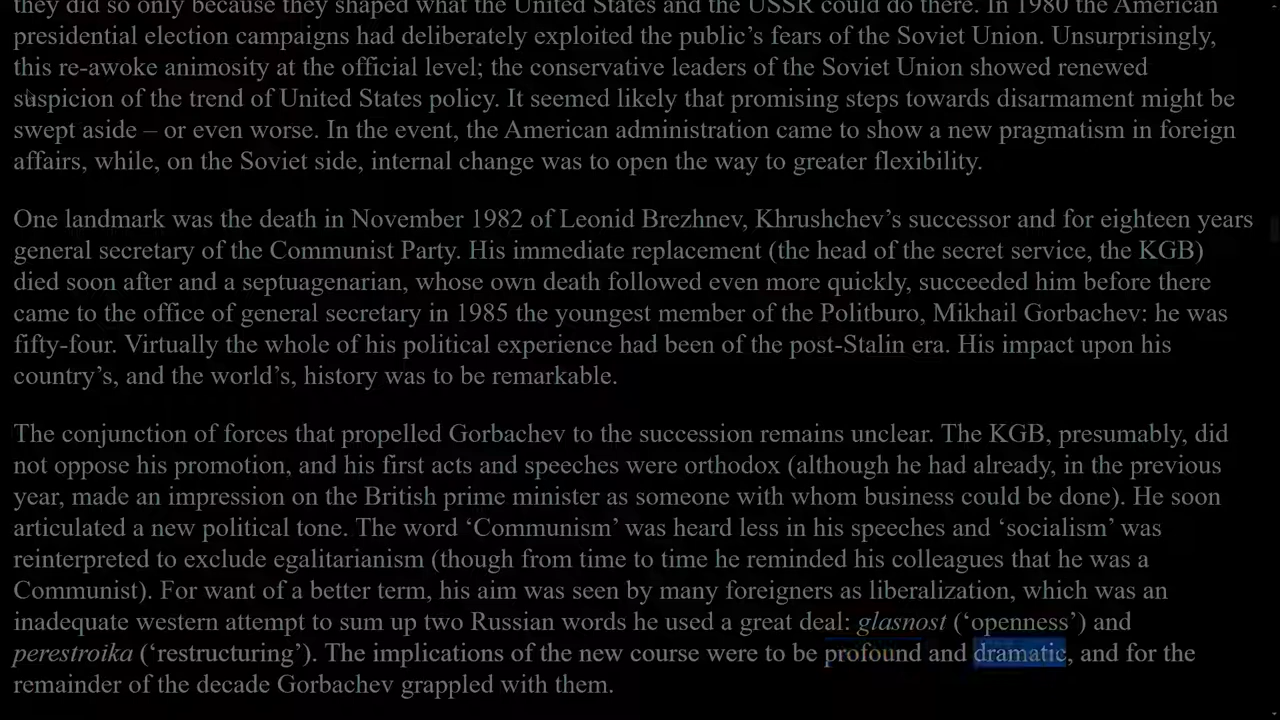 they did so only because they shaped what the United States and the USSR could do there. In 1980 the American
presidential election campaigns had deliberately exploited the public’s fears of the Soviet Union. Unsurprisingly,
this re-awoke animosity at the official level; the conservative leaders of the Soviet Union showed renewed
suspicion of the trend of United States policy. It seemed likely that promising steps towards disarmament might be
swept aside – or even worse. In the event, the American administration came to show a new pragmatism in foreign
affairs, while, on the Soviet side, internal change was to open the way to greater flexibility.
One landmark was the death in November 1982 of Leonid Brezhnev, Khrushchev’s successor and for eighteen years
general secretary of the Communist Party. His immediate replacement (the head of the secret service, the KGB)
died soon after and a septuagenarian, whose own death followed even more quickly, succeeded him before there
came to the office of general secretary in 1985 the youngest member of the Politburo, Mikhail Gorbachev: he was
fifty-four. Virtually the whole of his political experience had been of the post-Stalin era. His impact upon his
country’s, and the world’s, history was to be remarkable.
The conjunction of forces that propelled Gorbachev to the succession remains unclear. The KGB, presumably, did
not oppose his promotion, and his first acts and speeches were orthodox (although he had already, in the previous
year, made an impression on the British prime minister as someone with whom business could be done). He soon
articulated a new political tone. The word ‘Communism’ was heard less in his speeches and ‘socialism’ was
reinterpreted to exclude egalitarianism (though from time to time he reminded his colleagues that he was a
Communist). For want of a better term, his aim was seen by many foreigners as liberalization, which was an
inadequate western attempt to sum up two Russian words he used a great deal: glasnost (‘openness’) and
perestroika (‘restructuring’). The implications of the new course were to be profound and dramatic, and for the
remainder of the decade Gorbachev grappled with them.